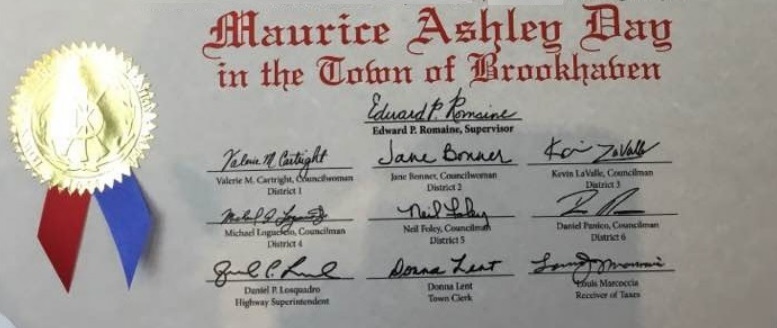 Maurice Ashley Day
in the Town of Brookhaven
Edward P. Romaine
Edward P. Romaine, Supervisor
Valerie M. Cartright Jane Bonner Kevin LaValle
Valerie M. Cartright, Councilwoman Jane Bonner, Councilwoman Kevin LaValle, Councilman
District 1 District 2 District 3
Neil Foley
Michael Loguercio, Councilman Neil Foley, Councilman Daniel Panico, Councilman
District 4 District 5 District 6
Donna Lent
Daniel P. Losquadro Donna Lent Louis Marcoccia
Highway Superintendent Town Clerk Receiver of Taxes